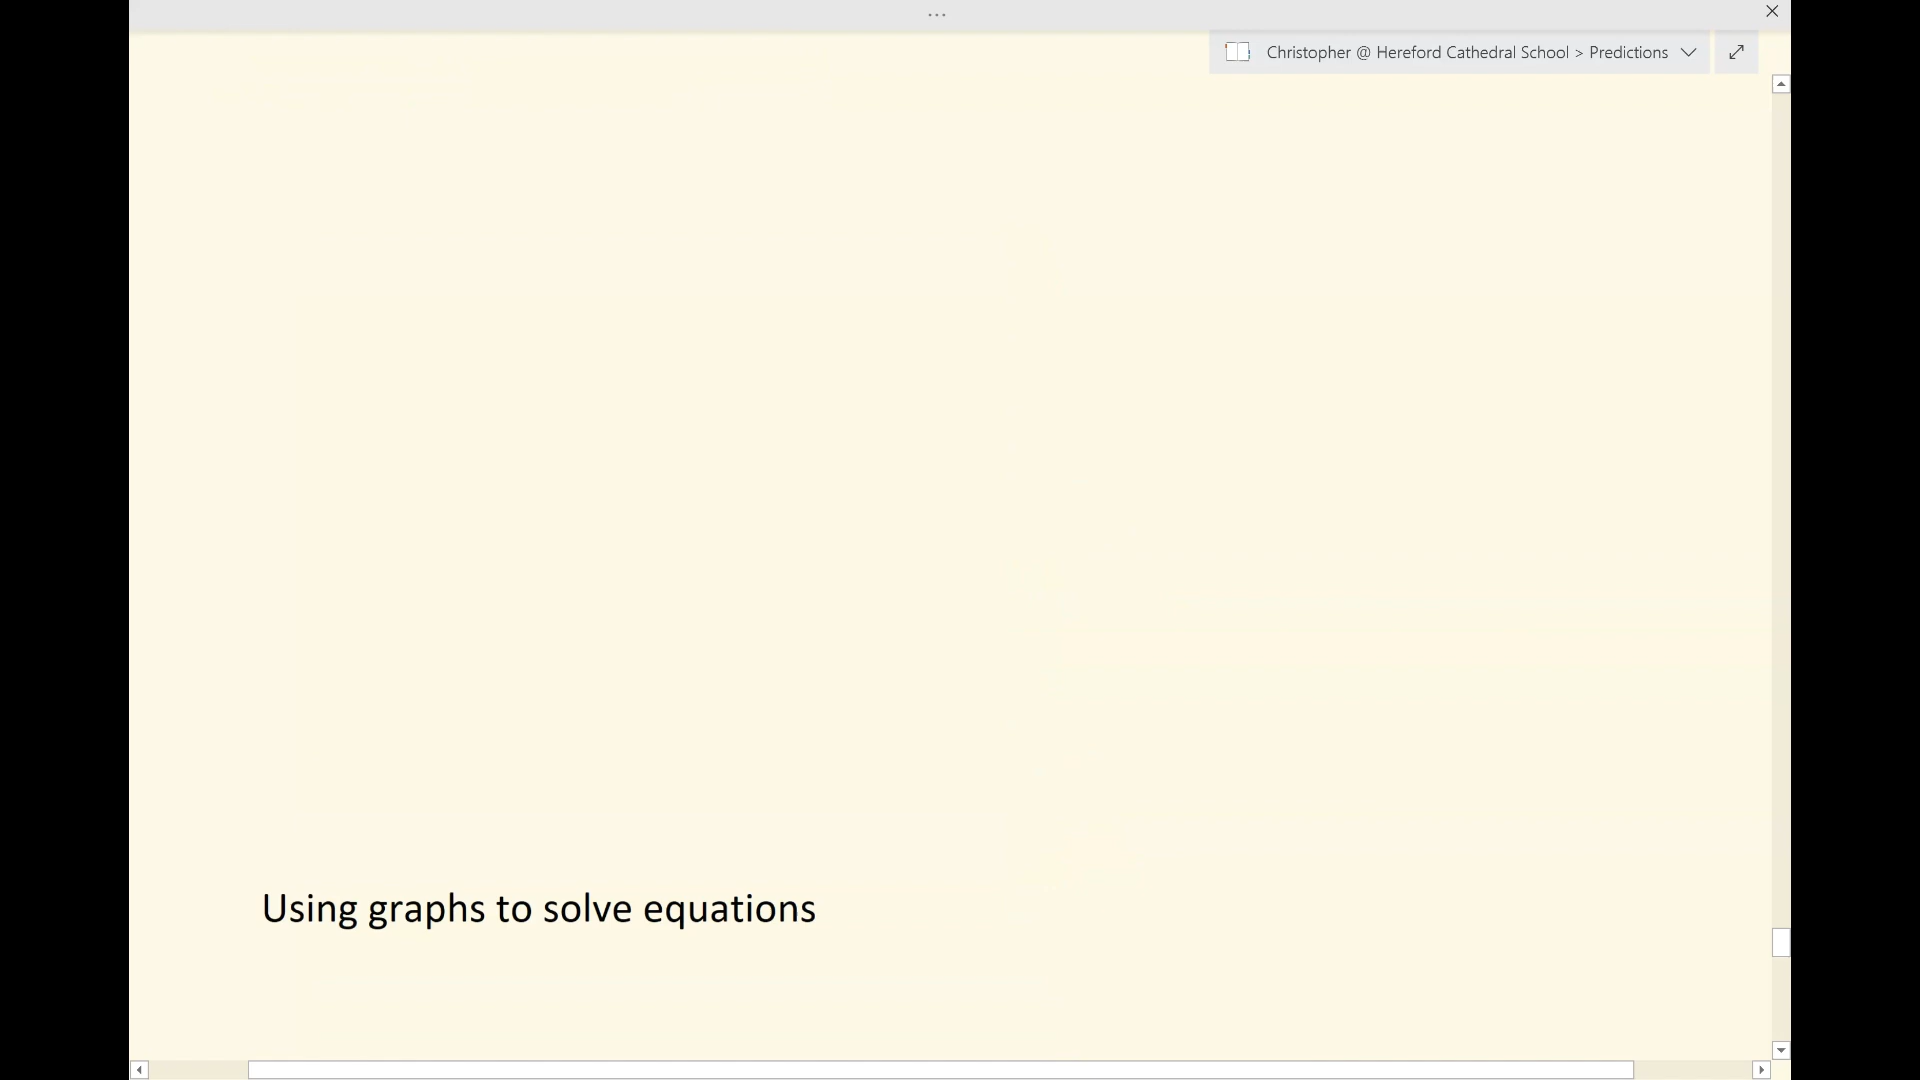 ...
Christopher @ Hereford Cathedral School > Predictions
Using graphs to solve equations